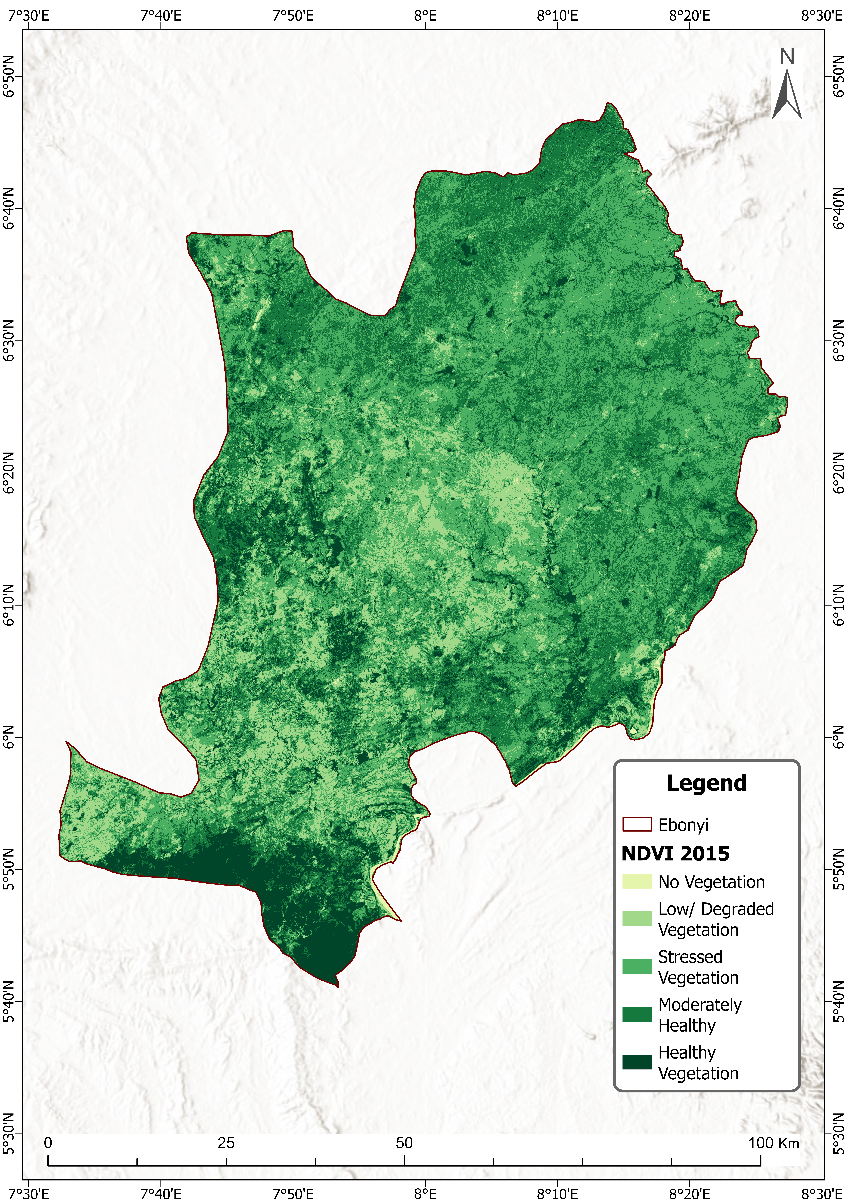 7°30'E 7°40'E 7°50'E 8°E 8°10'E 8°20'E 8°30'E
N
6°50'N 6°50'N
6°40'N 6°40'N
6°30'N 6°30'N
6°20'N 6°20'N
6°10'N 6°10'N
6°N 6°N
Legend
Ebonyi
NDVI 2015
No Vegetation
Low/ Degraded
Vegetation
Stressed
Vegetation
Moderately
Healthy
Healthy
Vegetation
5°50'N 5°50'N
5°40'N 5°40'N
5°30'N 5°30'N
0 25 50 100 Km
7°30'E 7°40'E 7°50'E 8°E 8°10'E 8°20'E 8°30'E